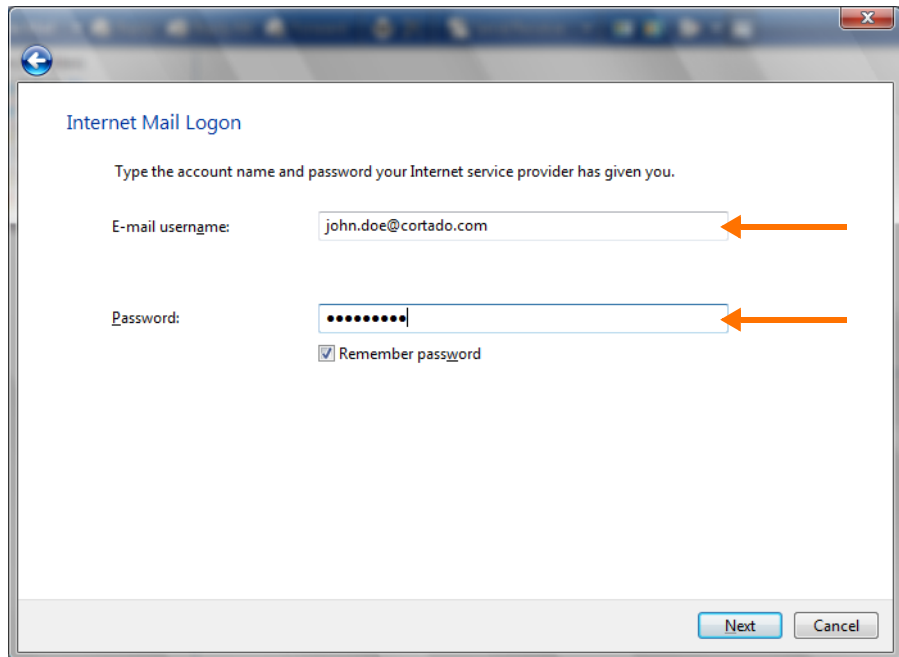 Internet Mail Logon
Type the account name and password your Internet service provider has given you.
E-mail username: john.doe@cortado.com
Password: •••••••••
Remember password
Next Cancel